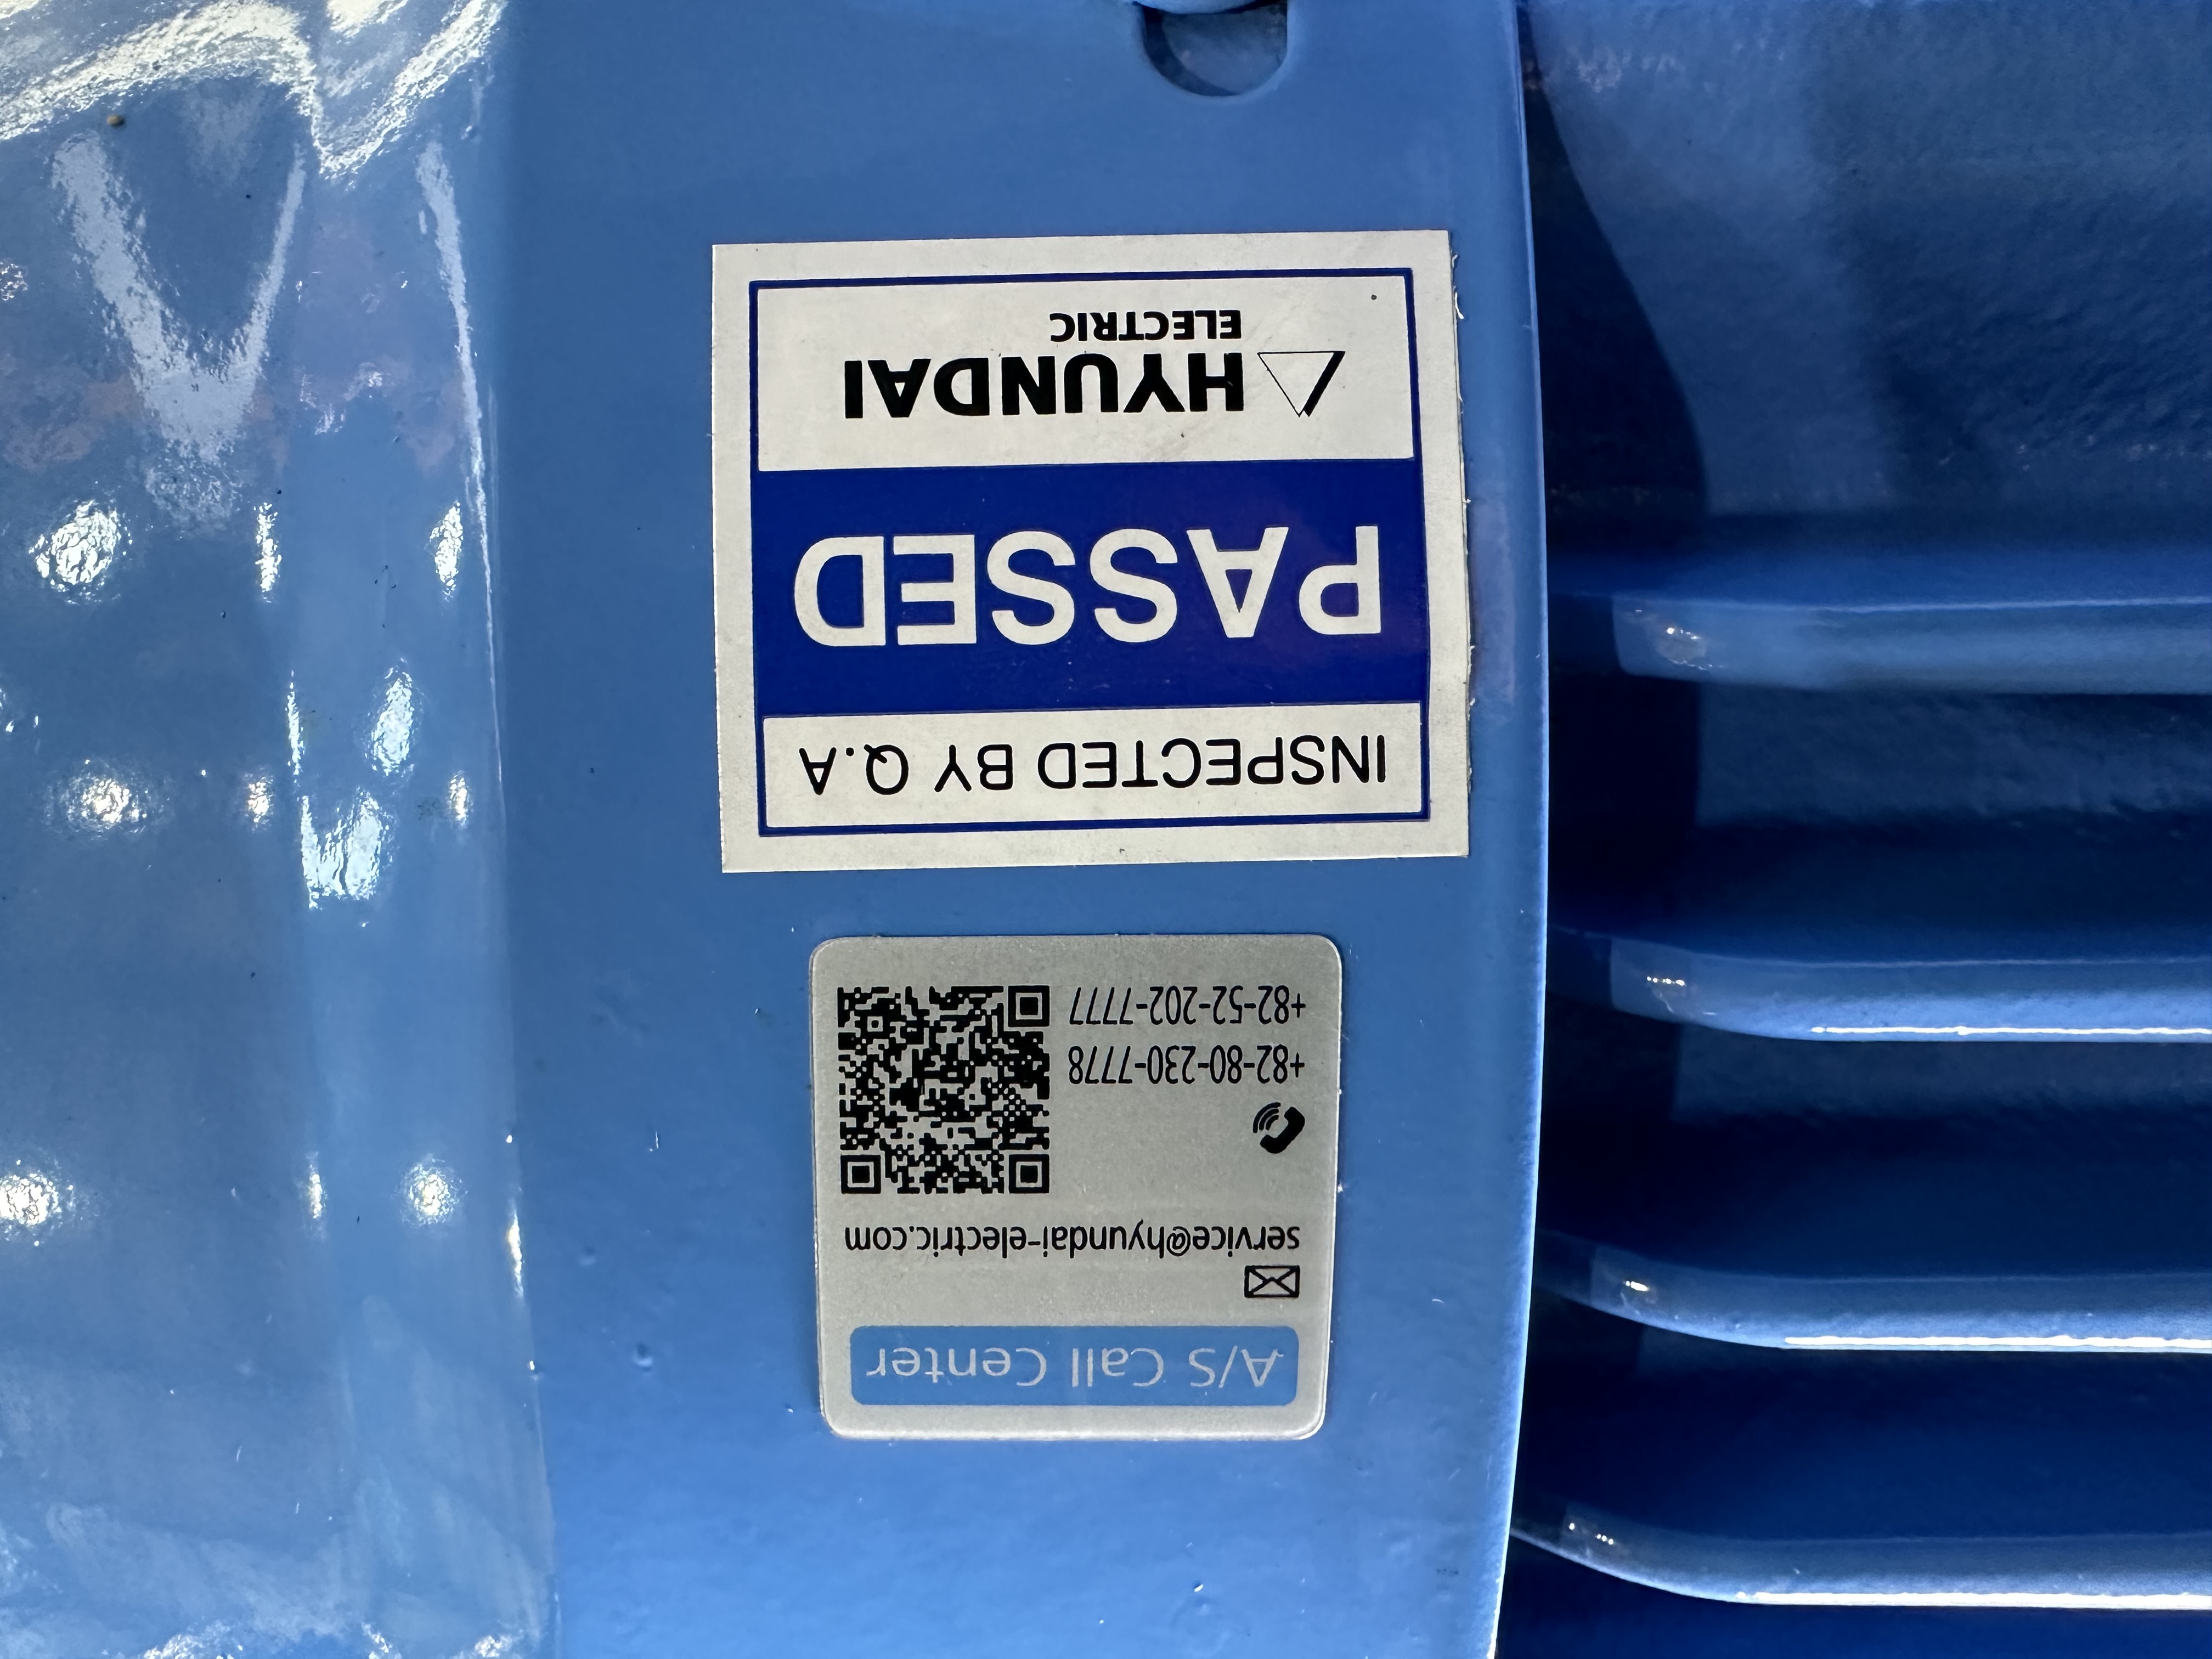 A/S Call Center
service@hyundai-electric.com
+82-80-230-7778
+82-52-202-7777
INSPECTED BY Q.A
PASSED
HYUNDAI
ELECTRIC